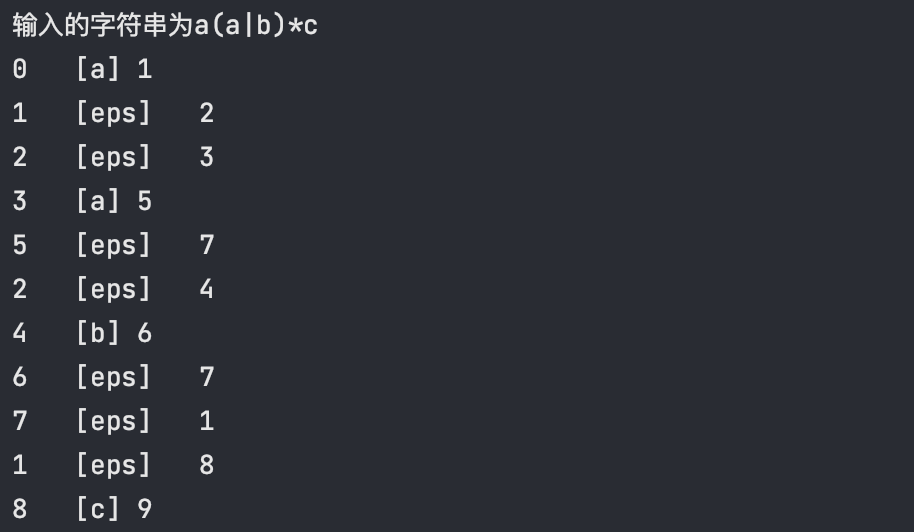 输入的字符串为a(a|b)*c
0 [a] 1
1 [eps] 2
2 [eps] 3
3 [a] 5
5 [eps] 7
2 [eps] 4
4 [b] 6
6 [eps] 7
7 [eps] 1
1 [eps] 8
8 [c] 9